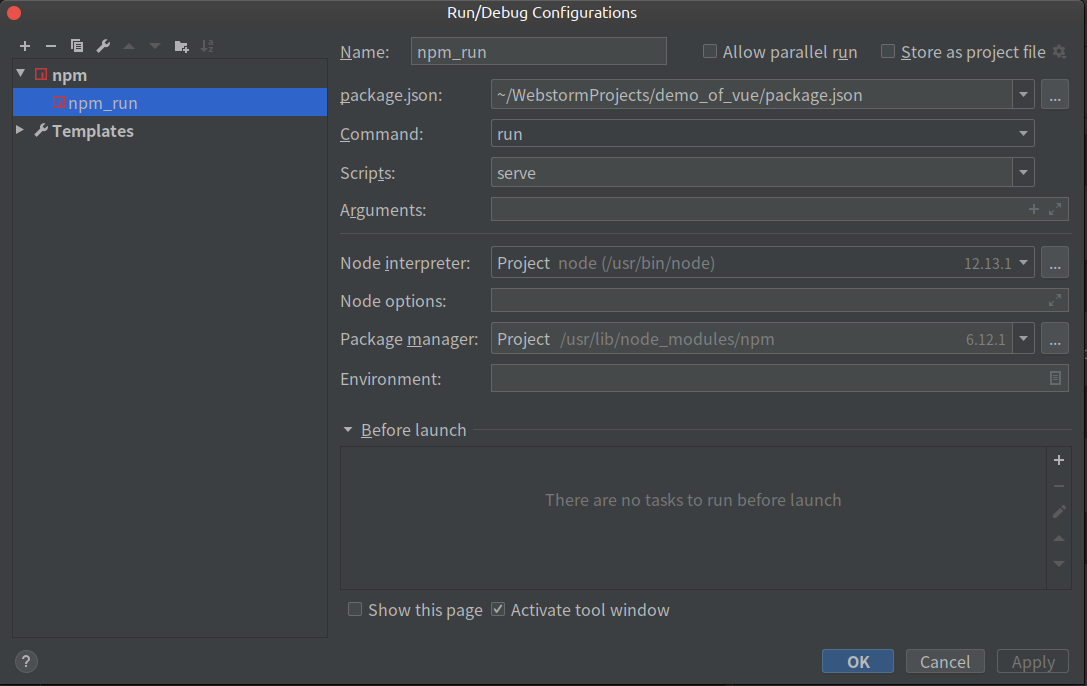 Run/Debug Configurations
Name: npm_run Allow parallel run Store as project file
npm
npm_run
Templates
package.json: ~/WebstormProjects/demo_of_vue/package.json ...
Command: run
Scripts: serve
Arguments:
Node interpreter: Project node (/usr/bin/node) 12.13.1 ...
Node options:
Package manager: Project /usr/lib/node_modules/npm 6.12.1 ...
Environment:
Before launch
There are no tasks to run before launch
Show this page Activate tool window
? OK Cancel Apply